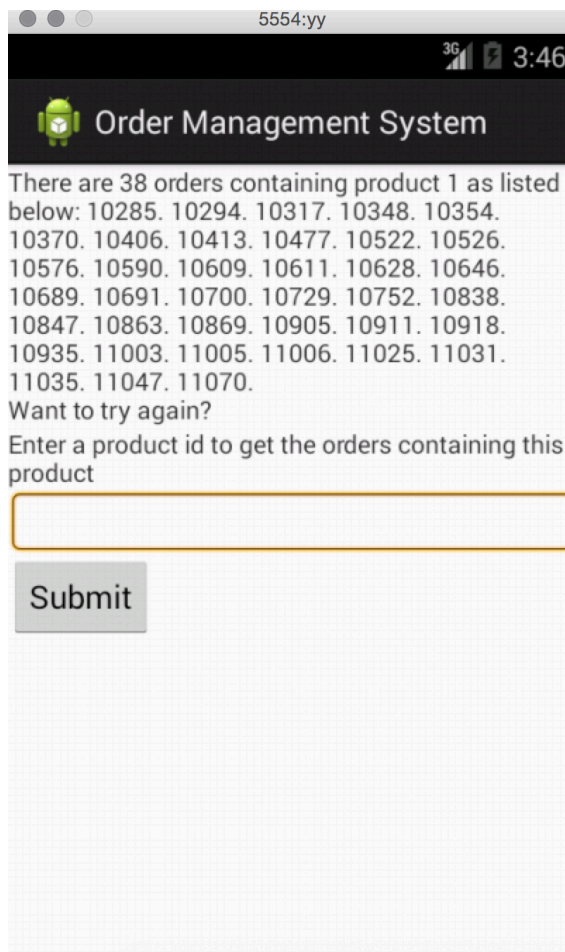 5554:yy
3G 3:46
Order Management System
There are 38 orders containing product 1 as listed
below: 10285. 10294. 10317. 10348. 10354.
10370. 10406. 10413. 10477. 10522. 10526.
10576. 10590. 10609. 10611. 10628. 10646.
10689. 10691. 10700. 10729. 10752. 10838.
10847. 10863. 10869. 10905. 10911. 10918.
10935. 11003. 11005. 11006. 11025. 11031.
11035. 11047. 11070.
Want to try again?
Enter a product id to get the orders containing this
product
Submit